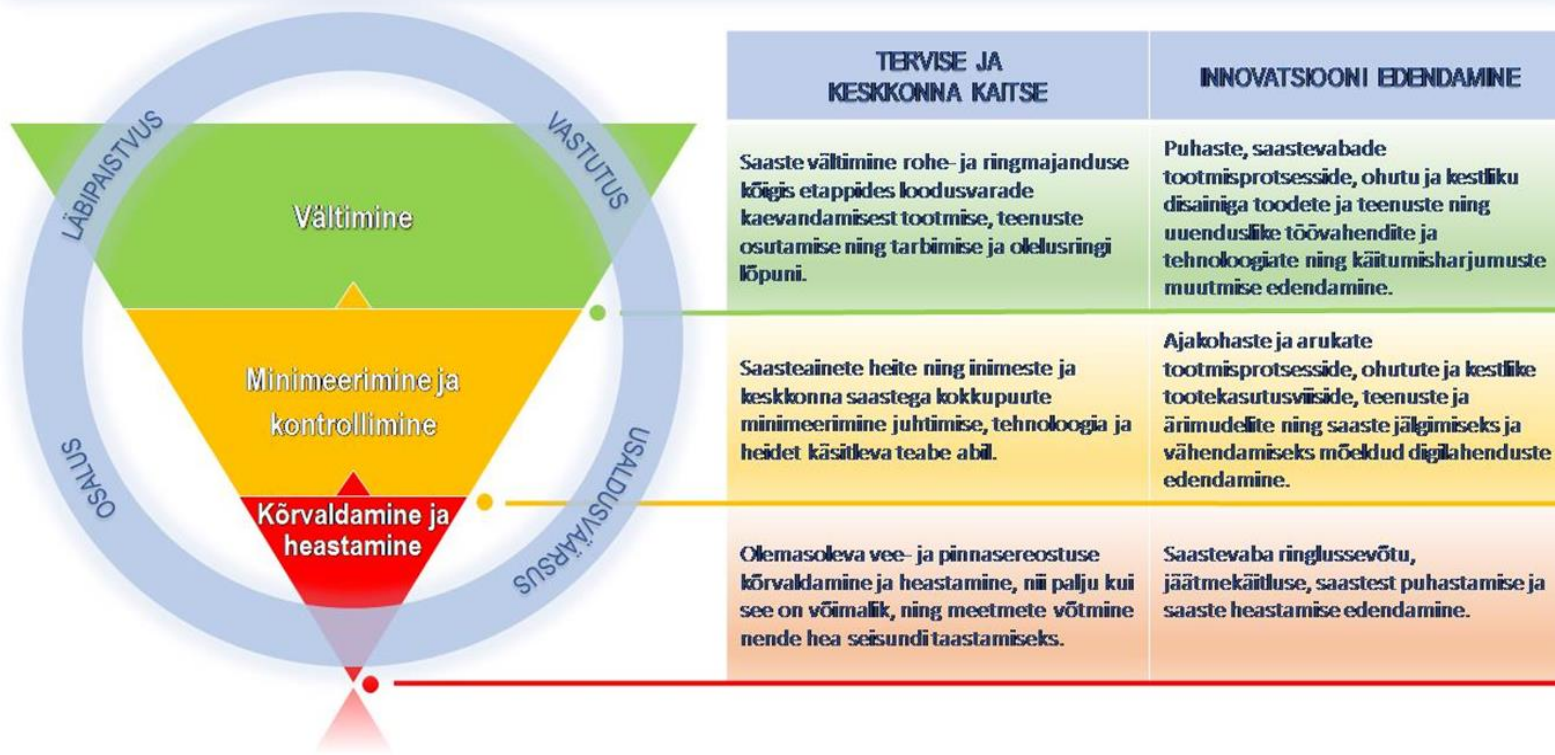 LÄBIPAISTVUS
VASTUTUS
OSALUS
USALDUSVÄÄRSUS
Vältimine
Minimeerimine ja
kontrollimine
Kõrvaldamine ja
heastamine
TERVISE JA
KESKKONNA KAITSE
INNOVATSIOONI EDENDAMINE
Saaste vältimine rohe- ja ringmajanduse
kõigis etappides loodusvarade
kaevandamisest tootmise, teenuste
osutamise ning tarbimise ja olelusringi
lõpuni.
Puhaste, saastevabade
tootmisprotsesside, ohutu ja kestliku
disainiga toodete ja teenuste ning
uuenduslike töövahendite ja
tehnoloogiate ning käitumisharjumuste
muutmise edendamine.
Saasteainete heite ning inimeste ja
keskkonna saastega kokkupuute
minimeerimine juhtimise, tehnoloogia ja
heidet käsitleva teabe abil.
Ajakohaste ja arukate
tootmisprotsesside, ohutute ja kestlike
tootekasutusviiside, teenuste ja
ärimudelite ning saaste jälgimiseks ja
vähendamiseks mõeldud digilahenduste
edendamine.
Olemasoleva vee- ja pinnasereostuse
kõrvaldamine ja heastamine, nii palju kui
see on võimalik, ning meetmete võtmine
nende hea seisundi taastamiseks.
Saastevaba ringlussevõtu,
jäätmekäitluse, saastest puhastamise ja
saaste heastamise edendamine.